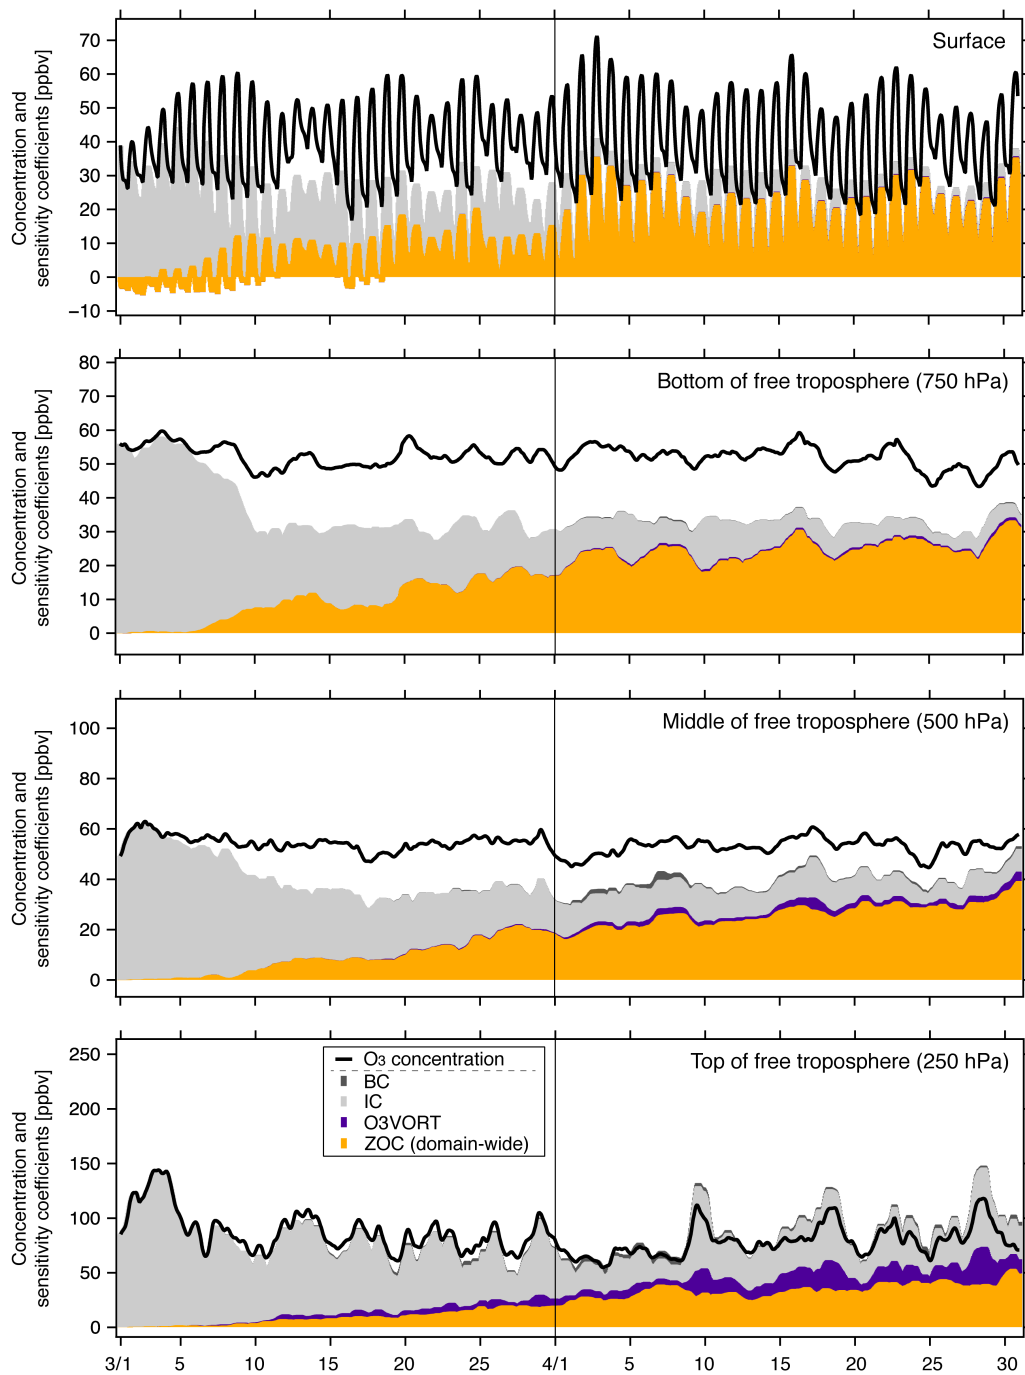 Surface
Concentration and
sensitivity coefficients [ppbv]
70
60
50
40
30
20
10
0
−10
Bottom of free troposphere (750 hPa)
Concentration and
sensitivity coefficients [ppbv]
80
70
60
50
40
30
20
10
0
Middle of free troposphere (500 hPa)
Concentration and
sensitivity coefficients [ppbv]
100
80
60
40
20
0
Top of free troposphere (250 hPa)
Concentration and
sensitivity coefficients [ppbv]
250
200
150
100
50
0
O3 concentration
BC
IC
O3VORT
ZOC (domain-wide)
3/1 5 10 15 20 25 4/1 5 10 15 20 25 30